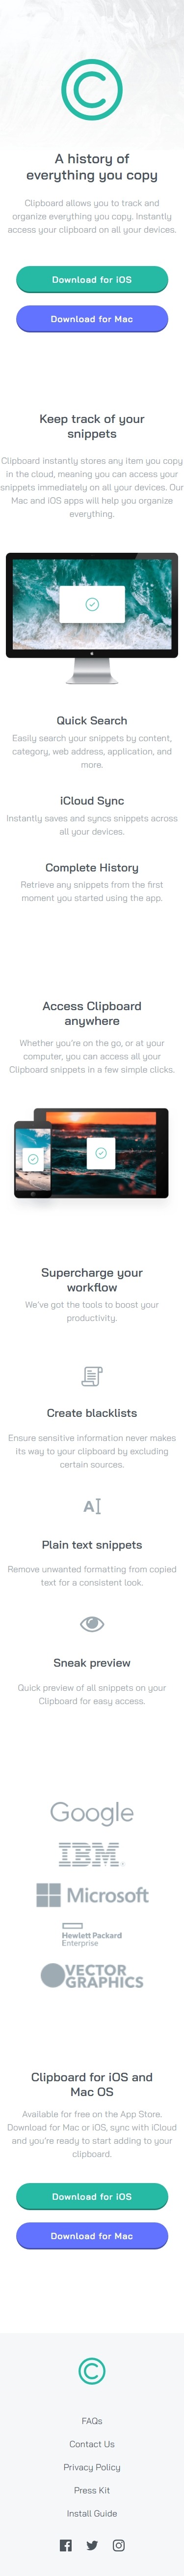 A history of
everything you copy
Clipboard allows you to track and
organize everything you copy. Instantly
access your clipboard on all your devices.
Download for iOS
Download for Mac
Keep track of your
snippets
Clipboard instantly stores any item you copy
in the cloud, meaning you can access your
snippets immediately on all your devices. Our
Mac and iOS apps will help you organize
everything.
Quick Search
Easily search your snippets by content,
category, web address, application, and
more.
iCloud Sync
Instantly saves and syncs snippets across
all your devices.
Complete History
Retrieve any snippets from the first
moment you started using the app.
Access Clipboard
anywhere
Whether you're on the go, or at your
computer, you can access all your
Clipboard snippets in a few simple clicks.
Supercharge your
workflow
We've got the tools to boost your
productivity.
Create blacklists
Ensure sensitive information never makes
its way to your clipboard by excluding
certain sources.
A
Plain text snippets
Remove unwanted formatting from copied
text for a consistent look.
Sneak preview
Quick preview of all snippets on your
Clipboard for easy access.
Google
IBM
Microsoft
Hewlett Packard
Enterprise
VECTOR
GRAPHICS
Clipboard for iOS and
Mac OS
Available for free on the App Store.
Download for Mac or iOS, sync with iCloud
and you're ready to start adding to your
clipboard.
Download for iOS
Download for Mac
FAQs
Contact Us
Privacy Policy
Press Kit
Install Guide